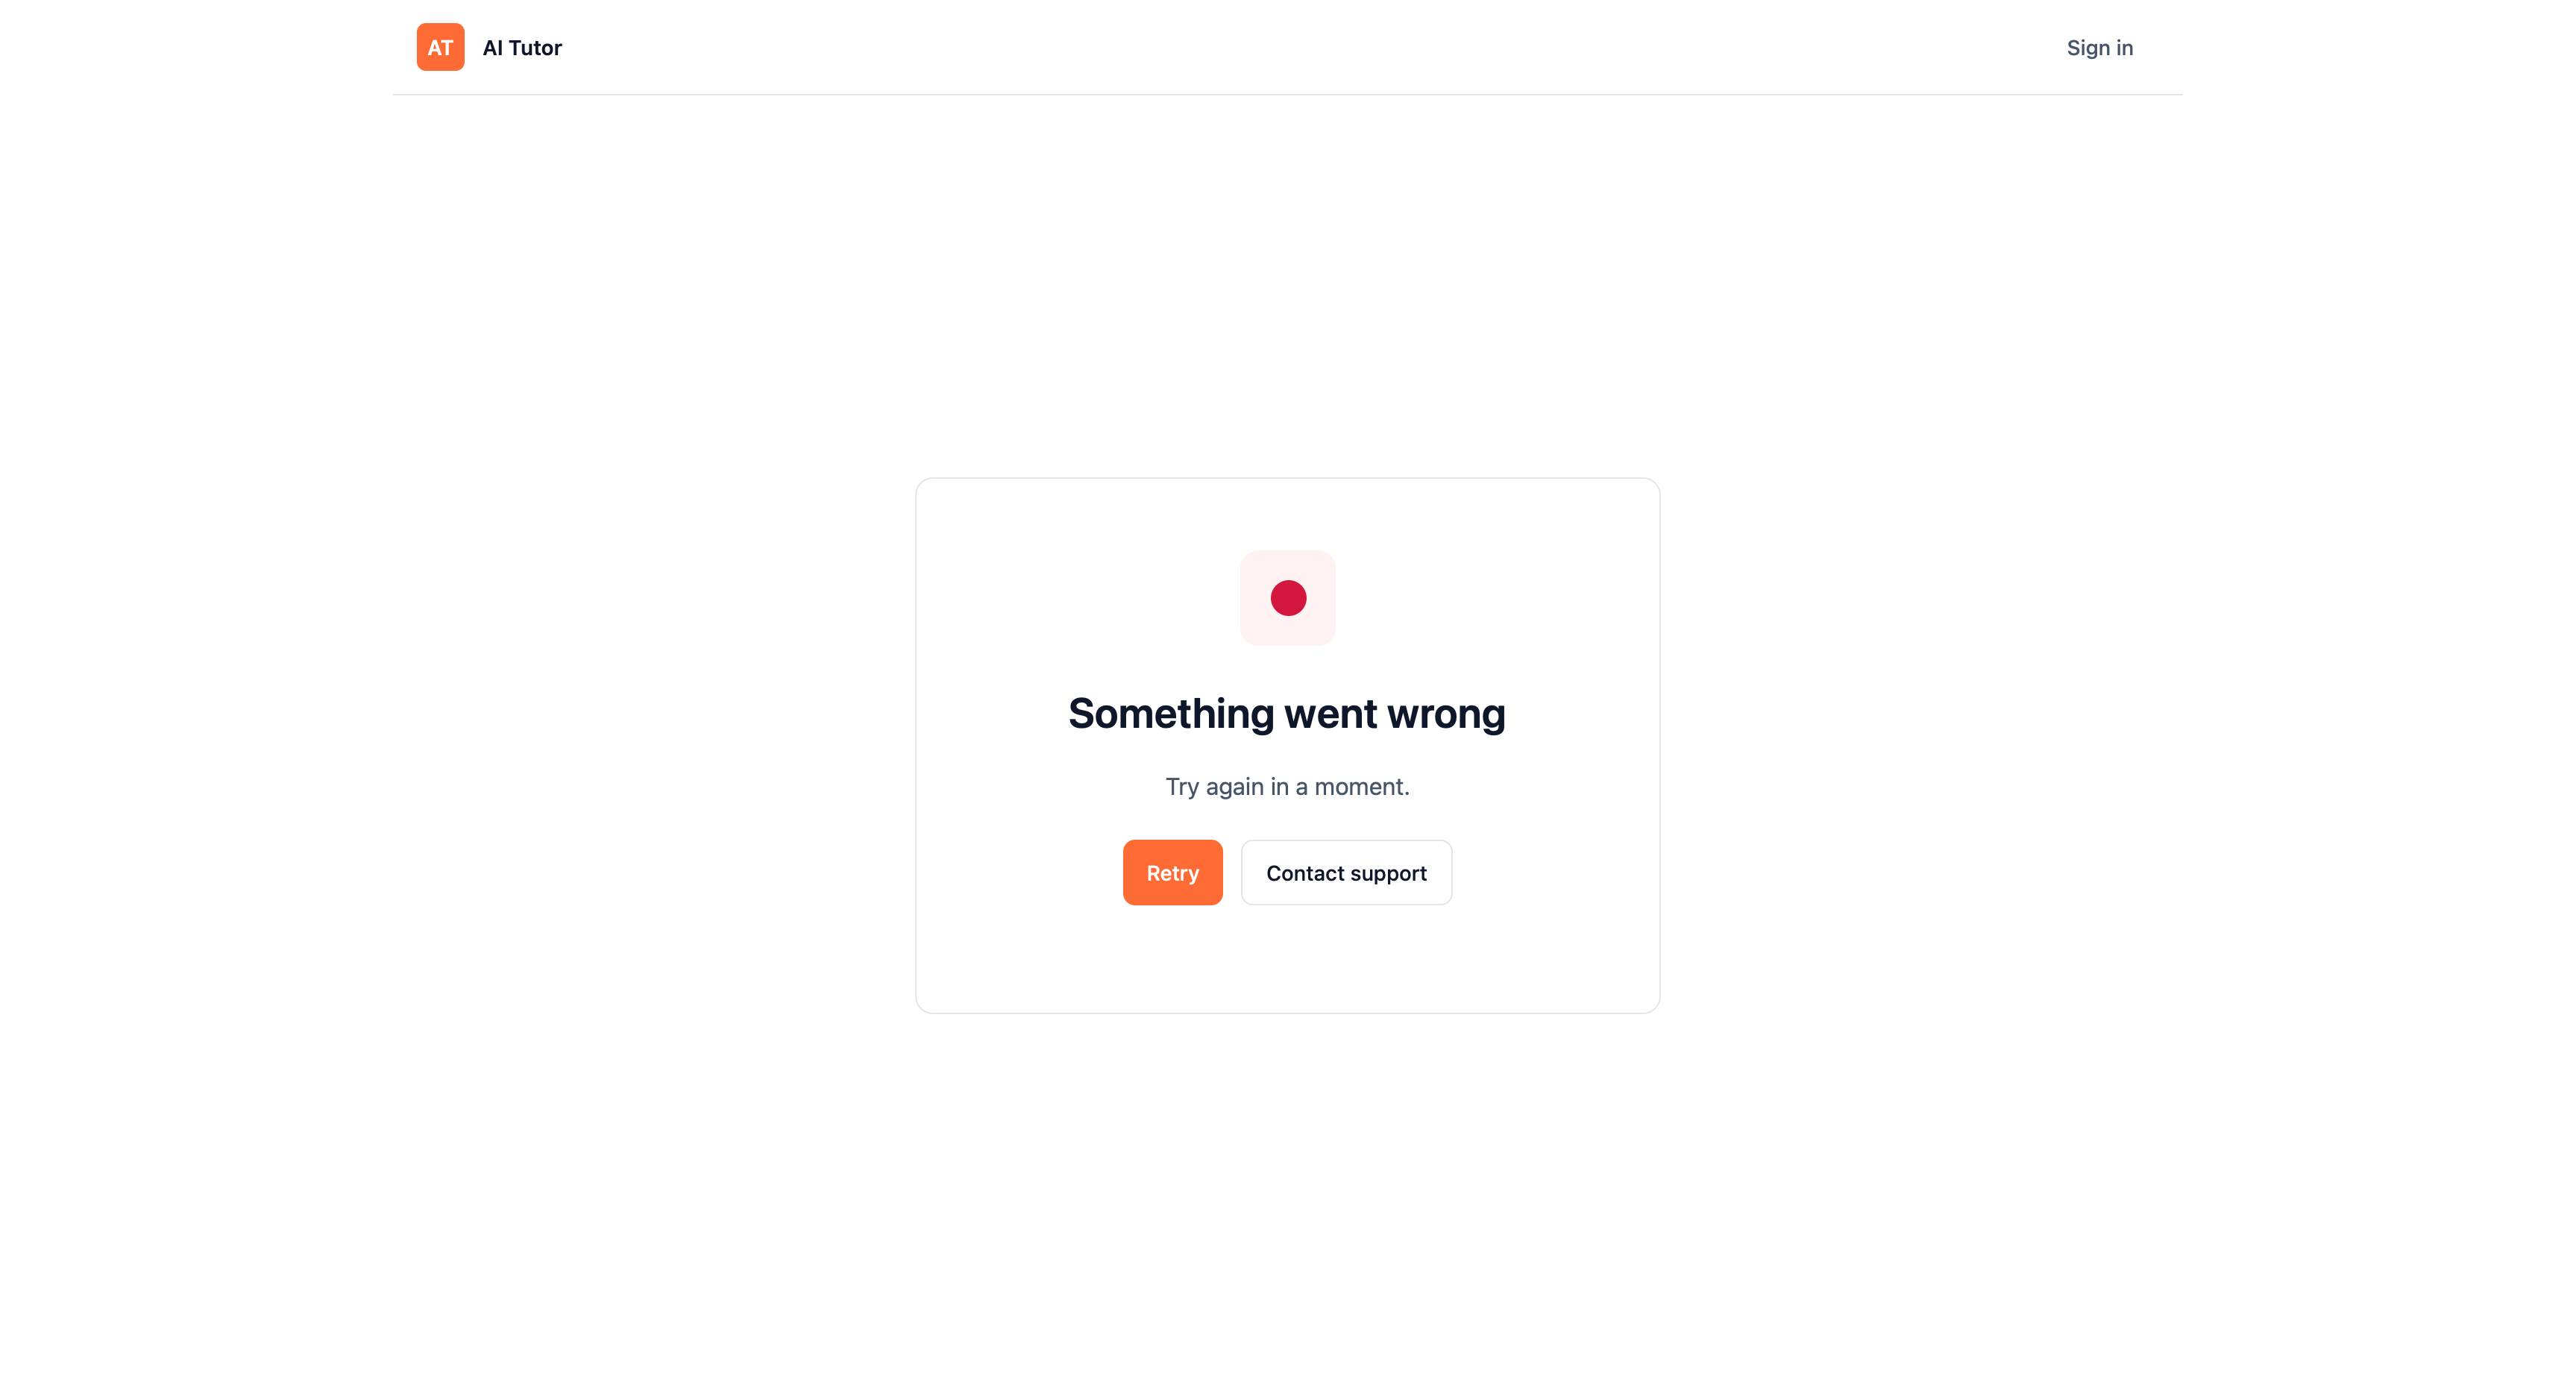 AT AI Tutor Sign in
Something went wrong
Try again in a moment.
Retry Contact support